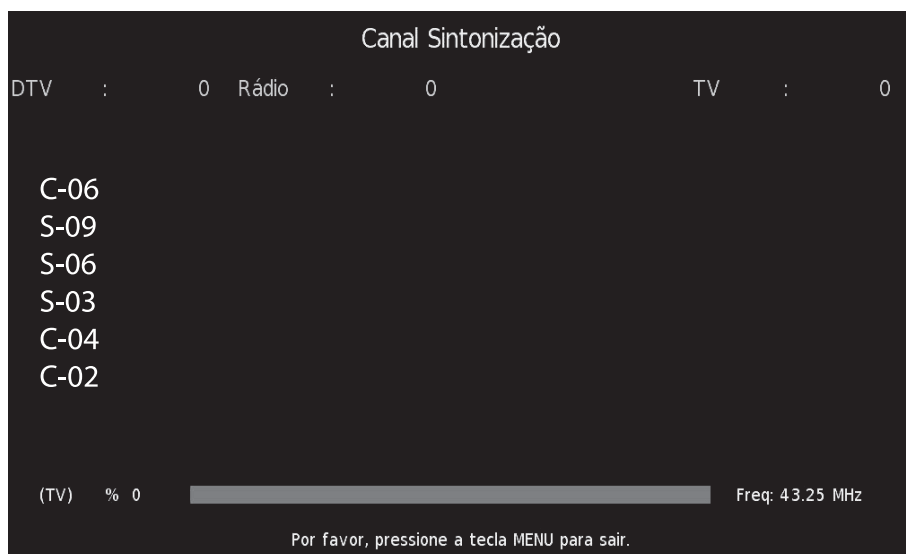 Canal Sintonização
DTV : 0 Rádio : 0 TV : 0
C-06
S-09
S-06
S-03
C-04
C-02
(TV) % 0 Freq: 43.25 MHz
Por favor, pressione a tecla MENU para sair.